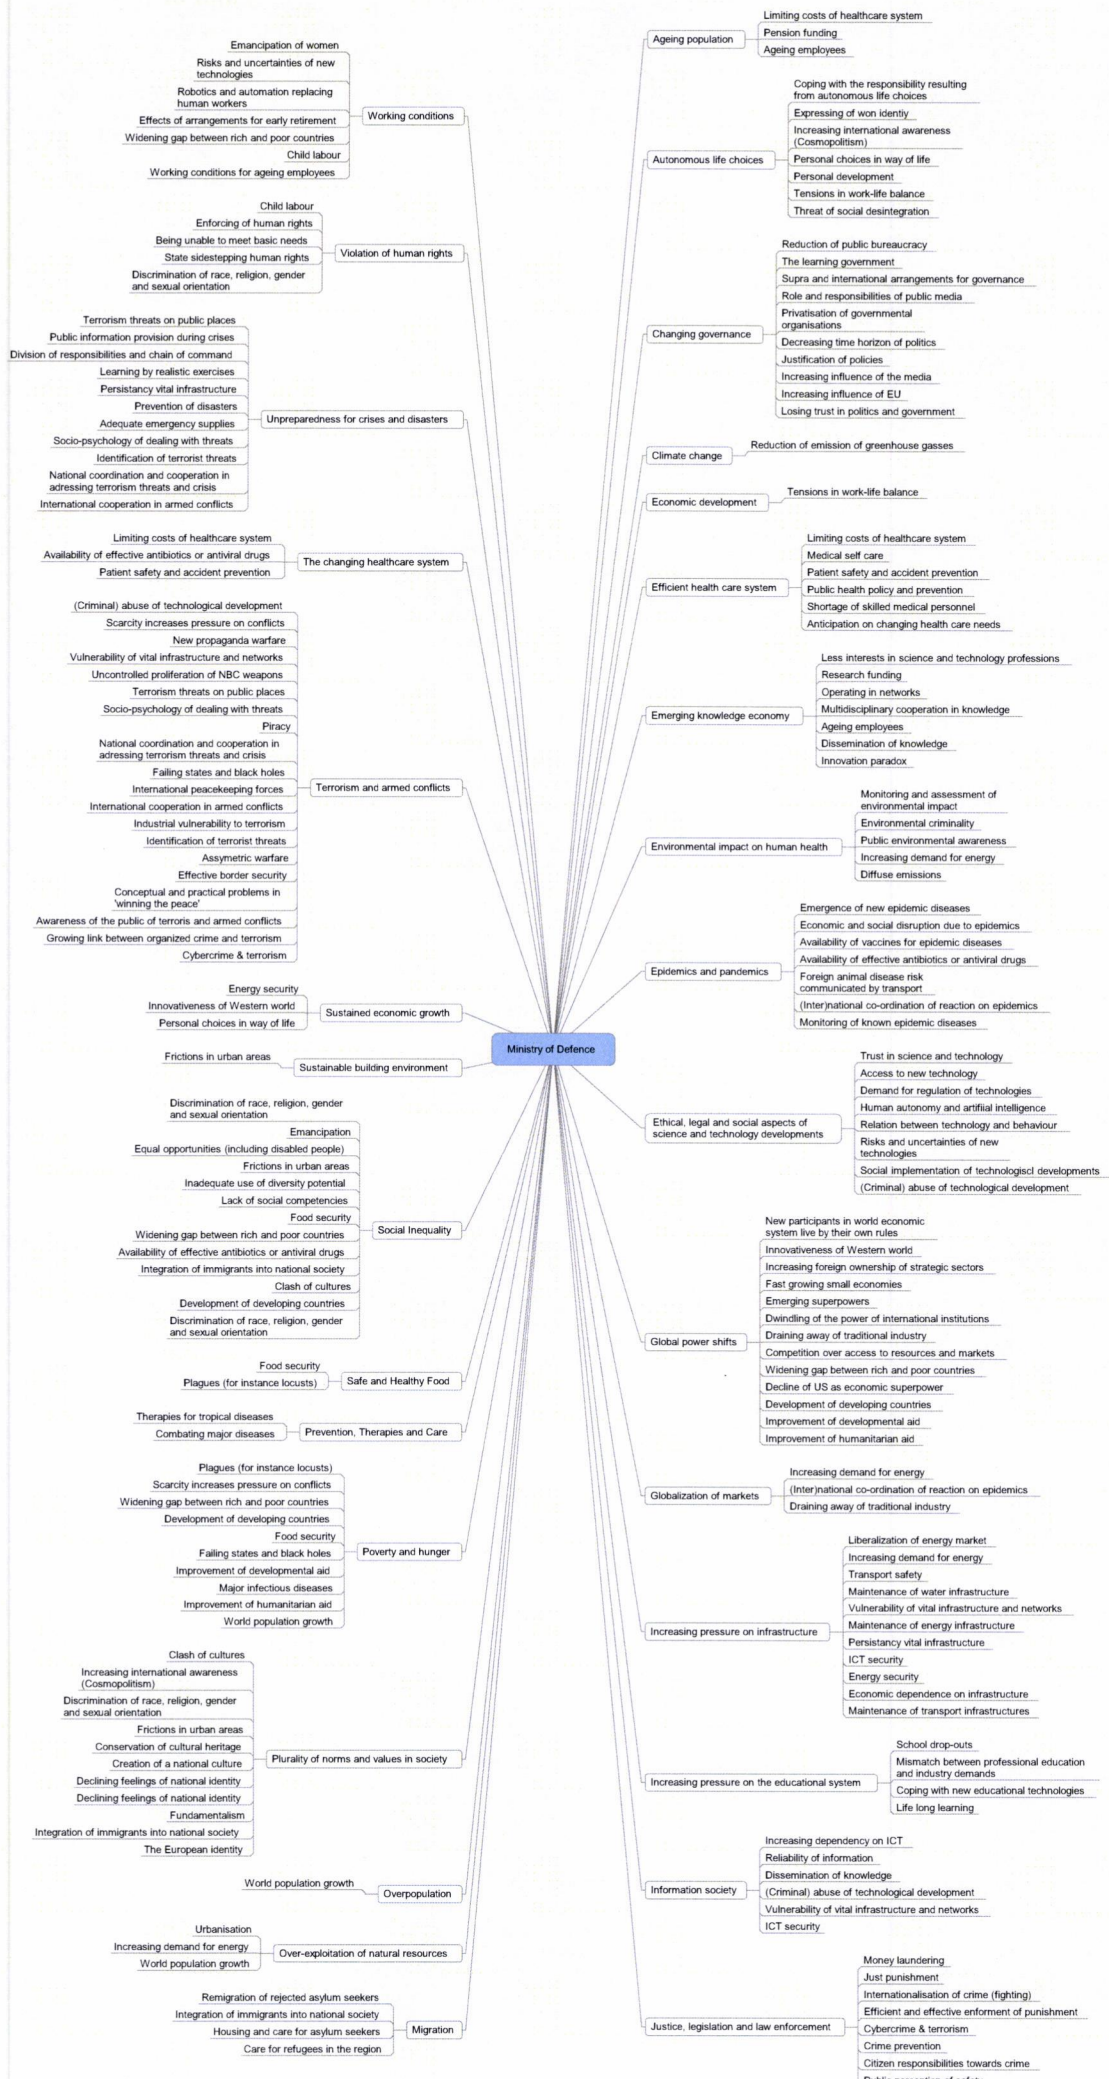 Emancipation of women
Risks and uncertainties of new
technologies
Robotics and automation replacing
human workers
Effects of arrangements for early retirement
Widening gap between rich and poor countries
Child labour
Working conditions for ageing employees
Working conditions
Child labour
Enforcing of human rights
Being unable to meet basic needs
State sidestepping human rights
Discrimination of race, religion, gender
and sexual orientation
Violation of human rights
Terrorism threats on public places
Public information provision during crises
Division of responsibilities and chain of command
Learning by realistic exercises
Persistancy vital infrastructure
Prevention of disasters
Adequate emergency supplies
Socio-psychology of dealing with threats
Identification of terrorist threats
National coordination and cooperation in
adressing terrorism threats and crisis
International cooperation in armed conflicts
Unpreparedness for crises and disasters
Limiting costs of healthcare system
Availability of effective antibiotics or antiviral drugs
Patient safety and accident prevention
The changing healthcare system
(Criminal) abuse of technological development
Scarcity increases pressure on conflicts
New propaganda warfare
Vulnerability of vital infrastructure and networks
Uncontrolled proliferation of NBC weapons
Terrorism threats on public places
Socio-psychology of dealing with threats
Piracy
National coordination and cooperation in
adressing terrorism threats and crisis
Failing states and black holes
International peacekeeping forces
International cooperation in armed conflicts
Industrial vulnerability to terrorism
Identification of terrorist threats
Assymetric warfare
Effective border security
Conceptual and practical problems in
'winning the peace'
Awareness of the public of terroris and armed conflicts
Growing link between organized crime and terrorism
Cybercrime & terrorism
Terrorism and armed conflicts
Energy security
Innovativeness of Western world
Personal choices in way of life
Sustained economic growth
Frictions in urban areas
Sustainable building environment
Discrimination of race, religion, gender
and sexual orientation
Emancipation
Equal opportunities (including disabled people)
Frictions in urban areas
Inadequate use of diversity potential
Lack of social competencies
Food security
Widening gap between rich and poor countries
Availability of effective antibiotics or antiviral drugs
Integration of immigrants into national society
Clash of cultures
Development of developing countries
Discrimination of race, religion, gender
and sexual orientation
Social Inequality
Food security
Plagues (for instance locusts)
Safe and Healthy Food
Therapies for tropical diseases
Combating major diseases
Prevention, Therapies and Care
Plagues (for instance locusts)
Scarcity increases pressure on conflicts
Widening gap between rich and poor countries
Development of developing countries
Food security
Failing states and black holes
Improvement of developmental aid
Major infectious diseases
Improvement of humanitarian aid
World population growth
Poverty and hunger
Clash of cultures
Increasing international awareness
(Cosmopolitism)
Discrimination of race, religion, gender
and sexual orientation
Frictions in urban areas
Conservation of cultural heritage
Creation of a national culture
Declining feelings of national identity
Declining feelings of national identity
Fundamentalism
Integration of immigrants into national society
The European identity
Plurality of norms and values in society
World population growth
Overpopulation
Urbanisation
Increasing demand for energy
World population growth
Over-exploitation of natural resources
Remigration of rejected asylum seekers
Integration of immigrants into national society
Housing and care for asylum seekers
Care for refugees in the region
Migration
Ministry of Defence
Ageing population
Limiting costs of healthcare system
Pension funding
Ageing employees
Autonomous life choices
Coping with the responsibility resulting
from autonomous life choices
Expressing of won identiy
Increasing international awareness
(Cosmopolitism)
Personal choices in way of life
Personal development
Tensions in work-life balance
Threat of social desintegration
Changing governance
Reduction of public bureaucracy
The learning government
Supra and international arrangements for governance
Role and responsibilities of public media
Privatisation of governmental
organisations
Decreasing time horizon of politics
Justification of policies
Increasing influence of the media
Increasing influence of EU
Losing trust in politics and government
Climate change
Reduction of emission of greenhouse gasses
Economic development
Tensions in work-life balance
Efficient health care system
Limiting costs of healthcare system
Medical self care
Patient safety and accident prevention
Public health policy and prevention
Shortage of skilled medical personnel
Anticipation on changing health care needs
Emerging knowledge economy
Less interests in science and technology professions
Research funding
Operating in networks
Multidisciplinary cooperation in knowledge
Ageing employees
Dissemination of knowledge
Innovation paradox
Environmental impact on human health
Monitoring and assessment of
environmental impact
Environmental criminality
Public environmental awareness
Increasing demand for energy
Diffuse emissions
Epidemics and pandemics
Emergence of new epidemic diseases
Economic and social disruption due to epidemics
Availability of vaccines for epidemic diseases
Availability of effective antibiotics or antiviral drugs
Foreign animal disease risk
communicated by transport
(Inter)national co-ordination of reaction on epidemics
Monitoring of known epidemic diseases
Ethical, legal and social aspects of
science and technology developments
Trust in science and technology
Access to new technology
Demand for regulation of technologies
Human autonomy and artifiial intelligence
Relation between technology and behaviour
Risks and uncertainties of new
technologies
Social implementation of technologiscl developments
(Criminal) abuse of technological development
Global power shifts
New participants in world economic
system live by their own rules
Innovativeness of Western world
Increasing foreign ownership of strategic sectors
Fast growing small economies
Emerging superpowers
Dwindling of the power of international institutions
Draining away of traditional industry
Competition over access to resources and markets
Widening gap between rich and poor countries
Decline of US as economic superpower
Development of developing countries
Improvement of developmental aid
Improvement of humanitarian aid
Globalization of markets
Increasing demand for energy
(Inter)national co-ordination of reaction on epidemics
Draining away of traditional industry
Increasing pressure on infrastructure
Liberalization of energy market
Increasing demand for energy
Transport safety
Maintenance of water infrastructure
Vulnerability of vital infrastructure and networks
Maintenance of energy infrastructure
Persistancy vital infrastructure
ICT security
Energy security
Economic dependence on infrastructure
Maintenance of transport infrastructures
Increasing pressure on the educational system
School drop-outs
Mismatch between professional education
and industry demands
Coping with new educational technologies
Life long learning
Information society
Increasing dependency on ICT
Reliability of information
Dissemination of knowledge
(Criminal) abuse of technological development
Vulnerability of vital infrastructure and networks
ICT security
Justice, legislation and law enforcement
Money laundering
Just punishment
Internationalisation of crime (fighting)
Efficient and effective enforment of punishment
Cybercrime & terrorism
Crime prevention
Citizen responsibilities towards crime